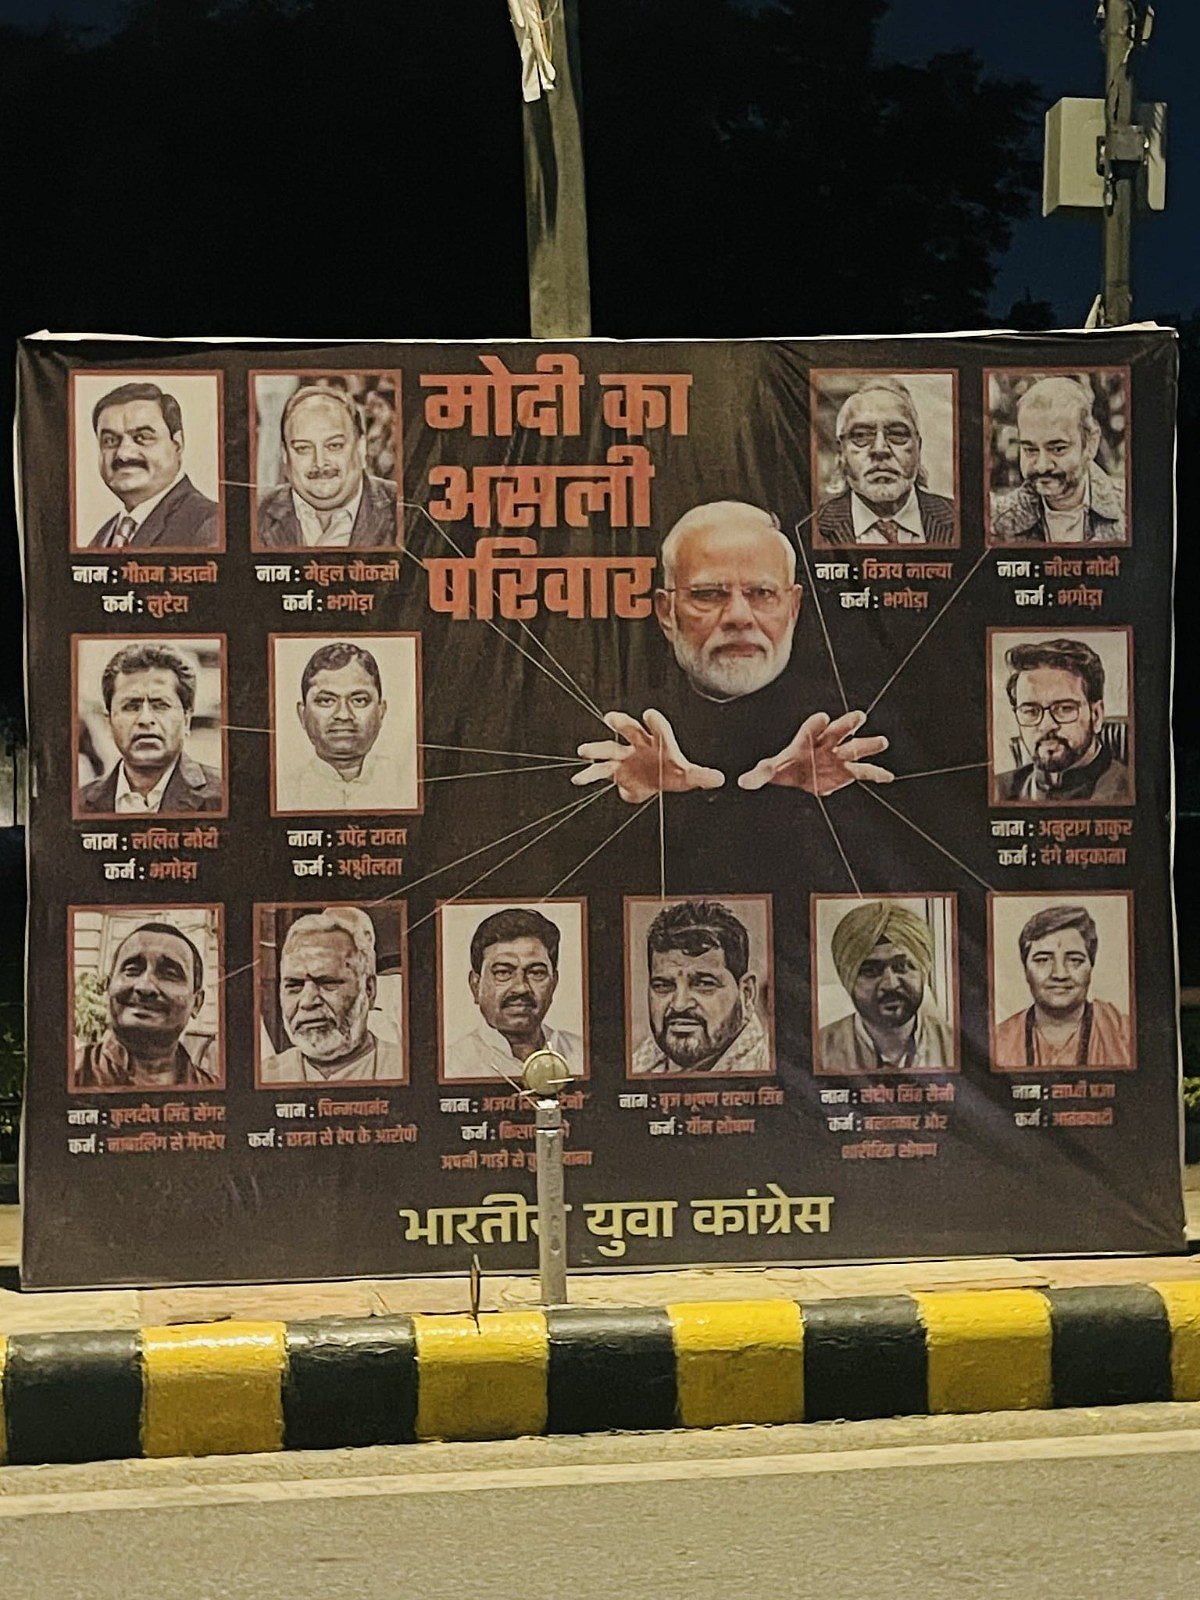 मोदी का
असली
परिवार
नाम : गौतम अडानी
कर्म : लुटेरा
नाम : मेहुल चौकसी
कर्म : भगोड़ा
नाम : विजय माल्या
कर्म : भगोड़ा
नाम : नीरव मोदी
कर्म : भगोड़ा
नाम : ललित मोदी
कर्म : भगोड़ा
नाम : उपेंद्र रावत
कर्म : अश्लीलता
नाम : अनुराग ठाकुर
कर्म : दंगे भड़काना
नाम : कुलदीप सिंह सेंगर
कर्म : नाबालिग से गैंगरेप
नाम : चिन्मयानंद
कर्म : छात्रा से रेप के आरोपी
नाम : अजय
कर्म :
अपनी गाड़ी से
नाम : बृज भूषण शरण सिंह
कर्म : यौन शोषण
नाम : संदीप सिंह सैनी
कर्म : बलात्कार और
शारीरिक शोषण
नाम : साध्वी प्रज्ञा
कर्म : आतंकवादी
भारतीय युवा कांग्रेस